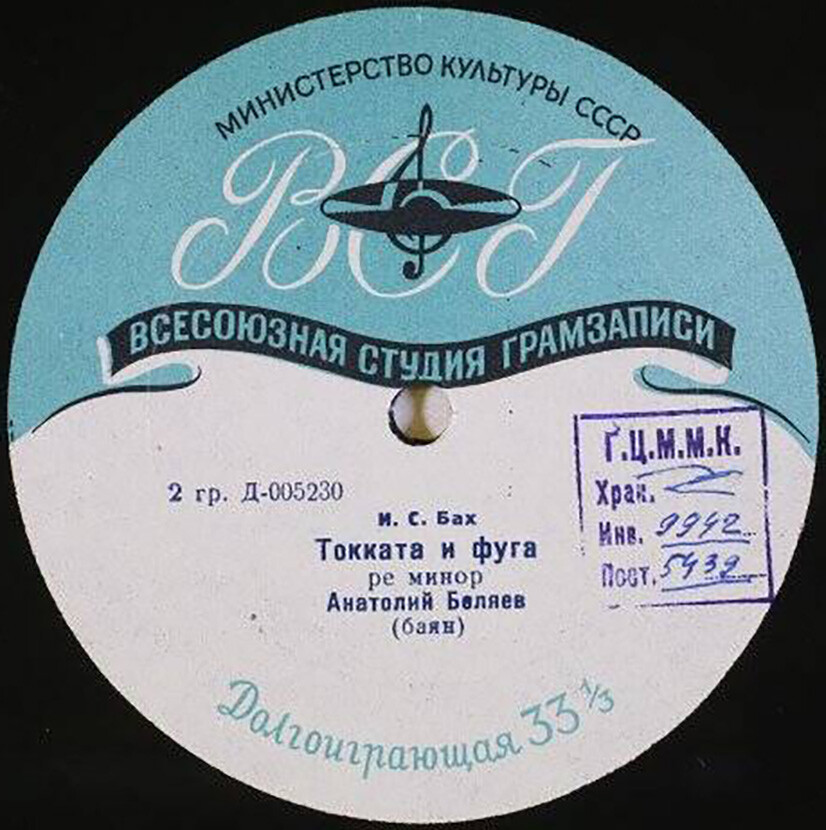 МИНИСТЕРСТВО КУЛЬТУРЫ СССР
ВСГ
ВСЕСОЮЗНАЯ СТУДИЯ ГРАМЗАПИСИ
2 гр. Д-005230
И. С. Бах
Токката и фуга
ре минор
Анатолий Беляев
(баян)
Г.Ц.М.М.К.
Хран.
Инв. 9942
Пост. 5439
Долгоиграющая 33 1/3